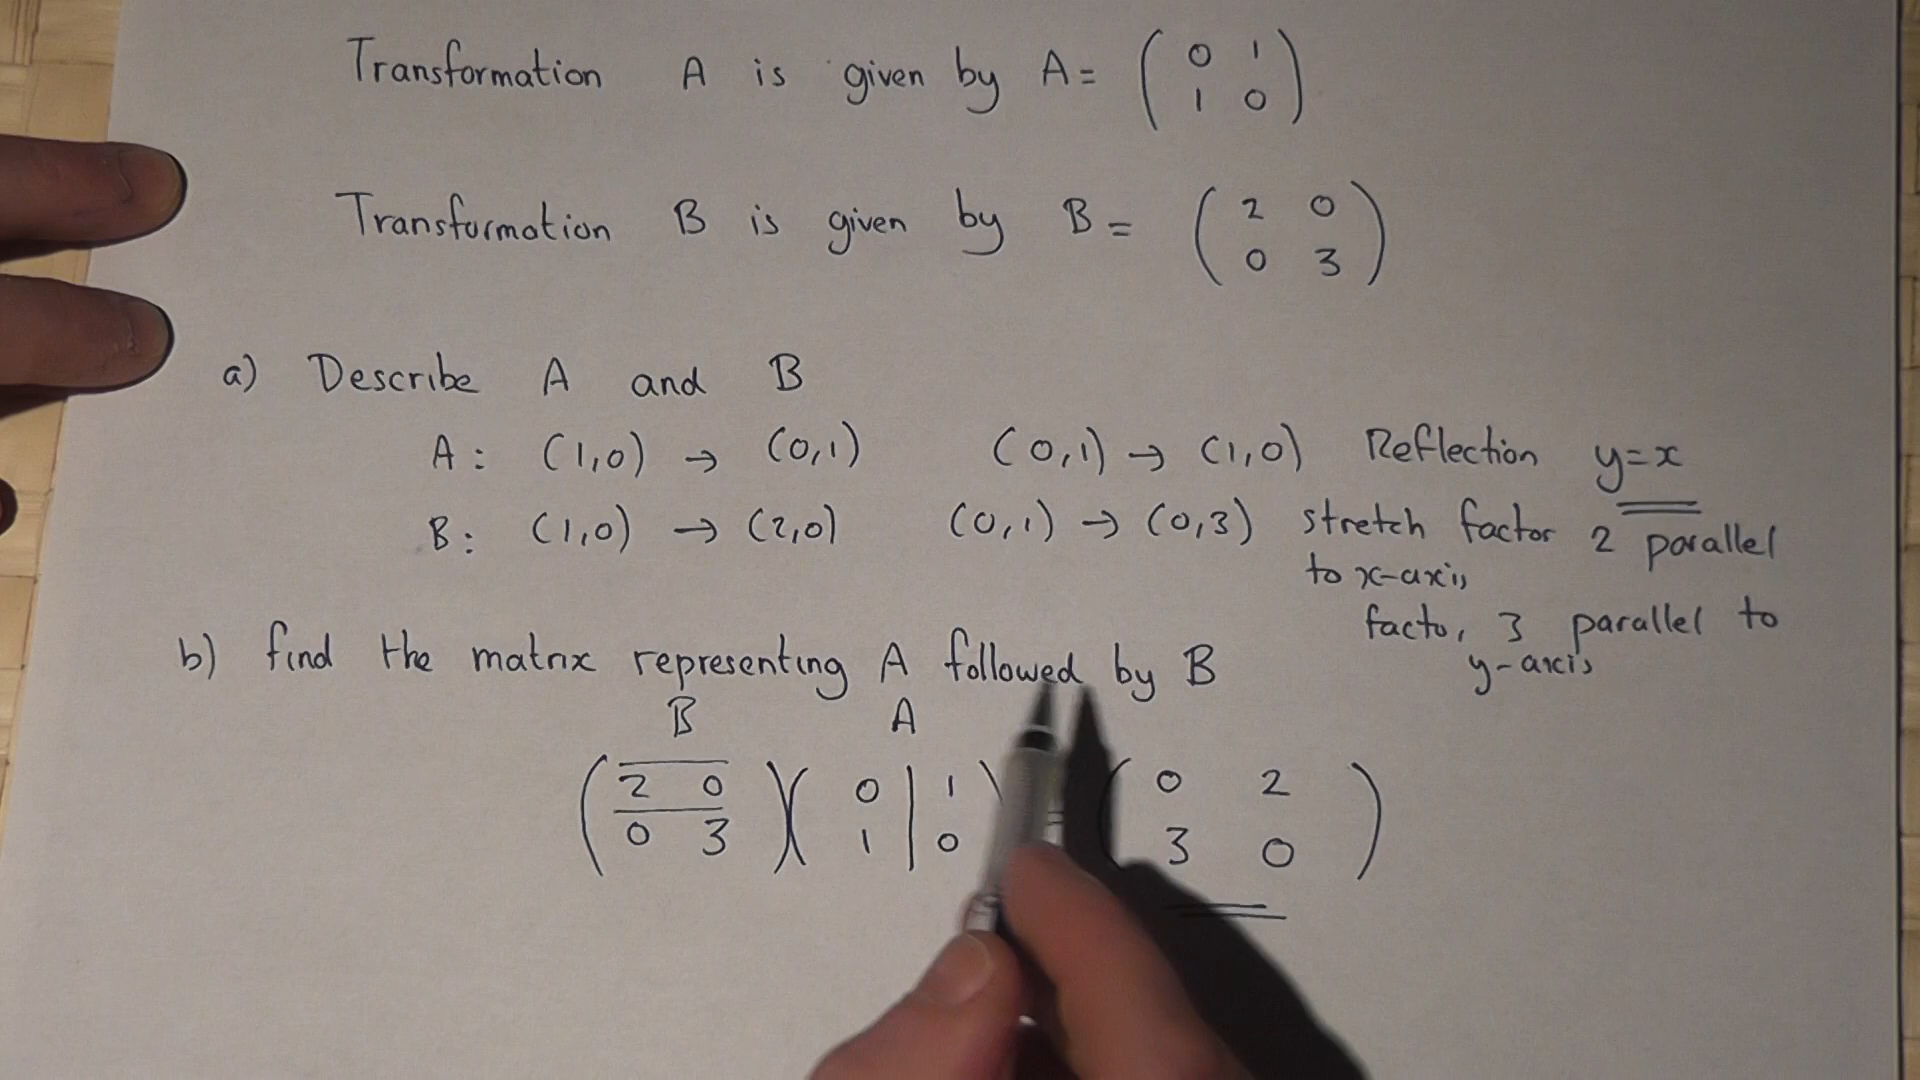 Transformation A is given by A = ( 0 1
1 0 )
Transformation B is given by B = ( 2 0
0 3 )
a) Describe A and B
A : (1,0) → (0,1) (0,1) → (1,0) Reflection y=x
B : (1,0) → (2,0) (0,1) → (0,3) stretch factor 2 parallel
to x-axis
factor 3 parallel to
y-axis
b) find the matrix representing A followed by B
B A
( 2 0 ) ( 0 | 1 ) = ( 0 2 )
0 3 1 | 0 3 0